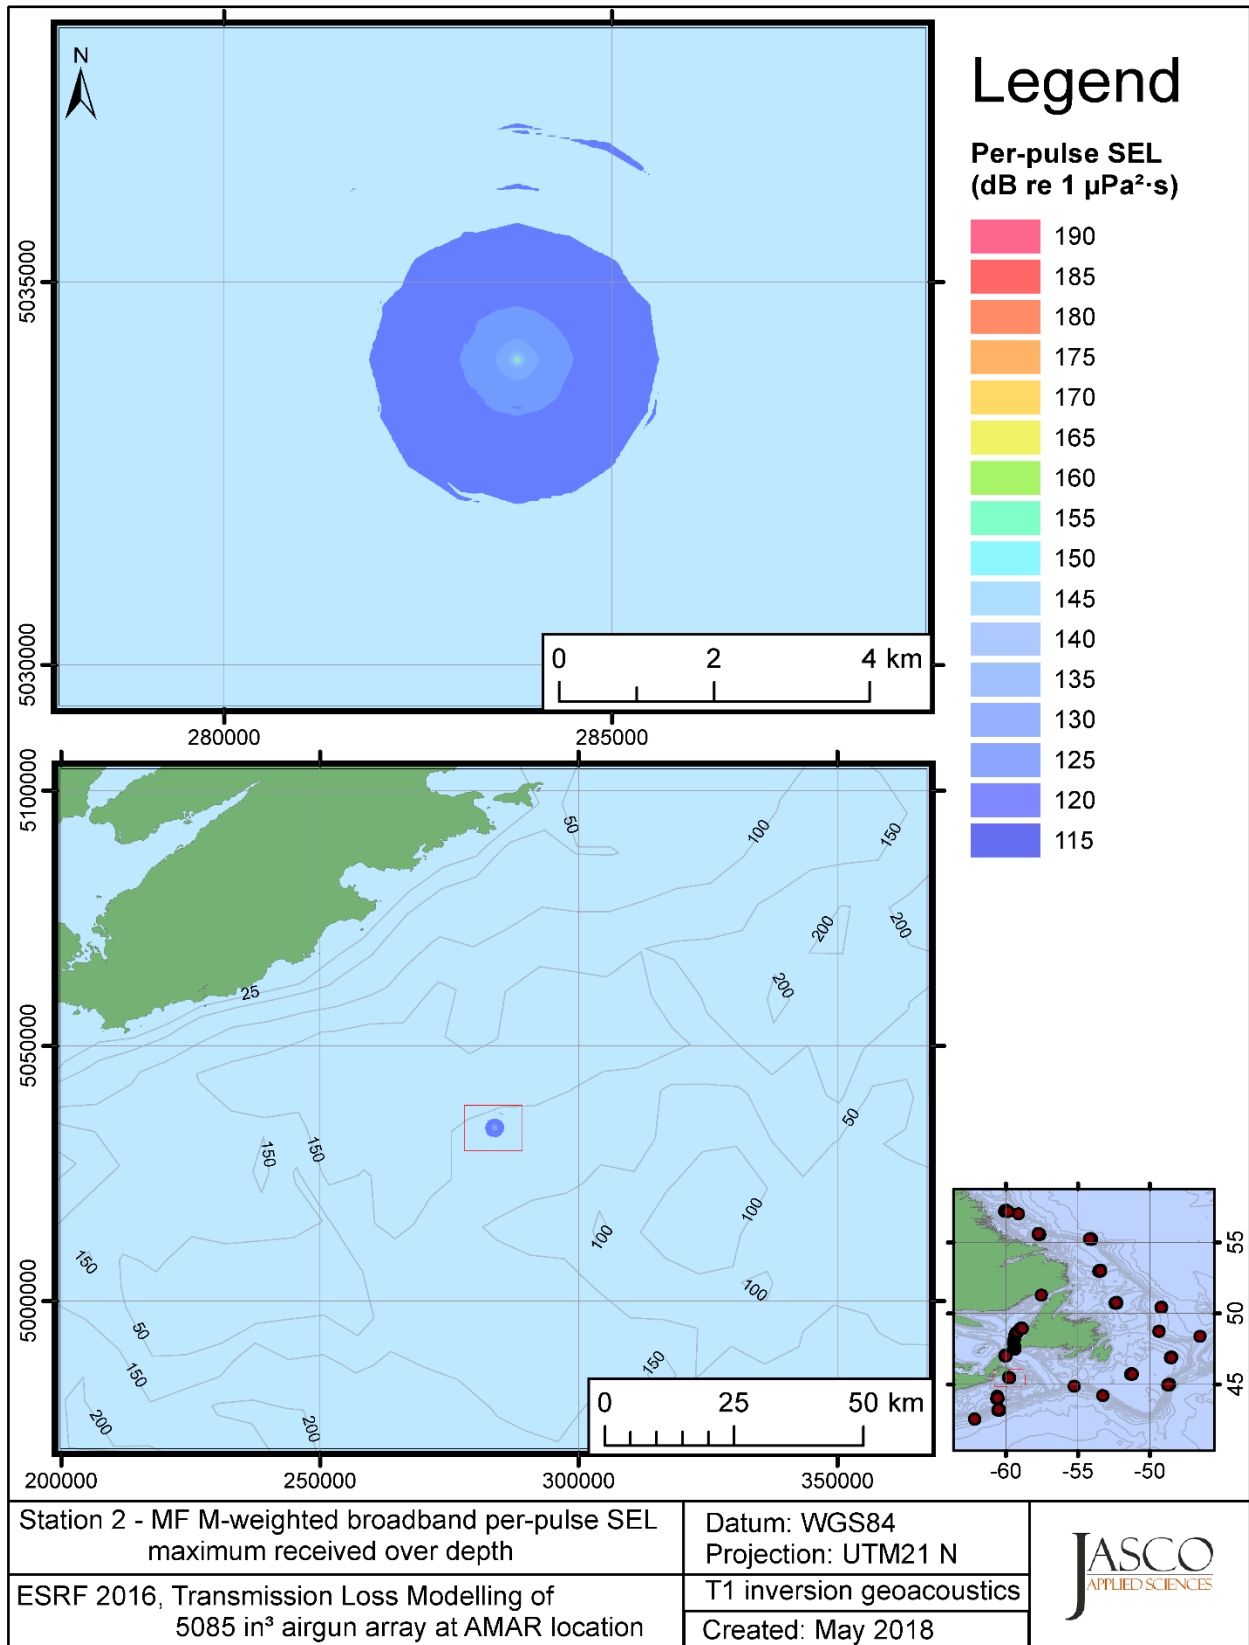 N
5035000
5030000
0 2 4 km
280000 285000
Legend
Per-pulse SEL
(dB re 1 µPa²·s)
190
185
180
175
170
165
160
155
150
145
140
135
130
125
120
115
5100000
5050000
5000000
50
100
150
200
200
200
25
50
150
150
100
100
100
150
50
150
200
200
150
0 25 50 km
200000 250000 300000 350000
55
50
45
-60 -55 -50
Station 2 - MF M-weighted broadband per-pulse SEL
maximum received over depth
ESRF 2016, Transmission Loss Modelling of
5085 in³ airgun array at AMAR location
Datum: WGS84
Projection: UTM21 N
T1 inversion geoacoustics
Created: May 2018
JASCO
APPLIED SCIENCES